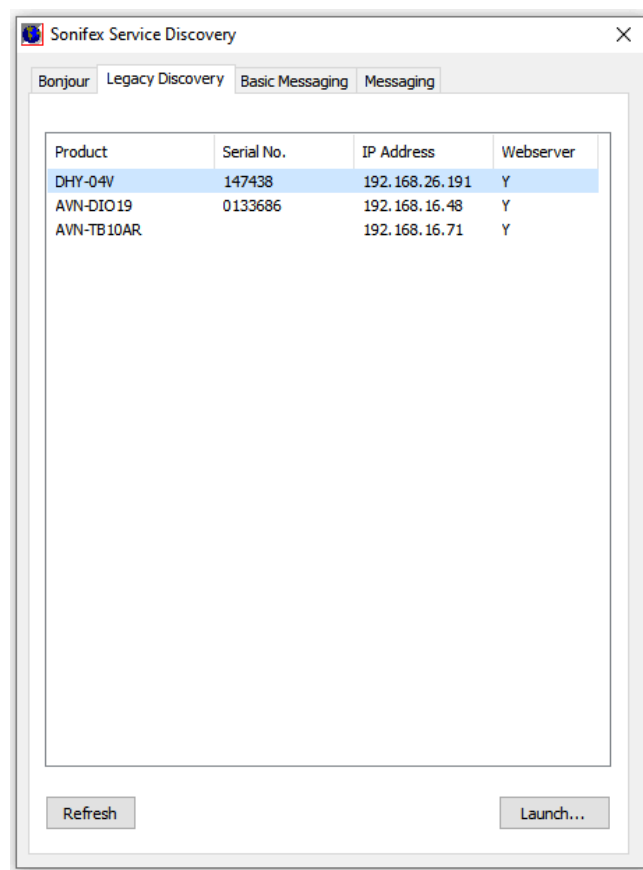 Sonifex Service Discovery
Bonjour Legacy Discovery Basic Messaging Messaging
Product Serial No. IP Address Webserver
DHY-04V 147438 192.168.26.191 Y
AVN-DIO19 0133686 192.168.16.48 Y
AVN-TB10AR 192.168.16.71 Y
Refresh Launch...